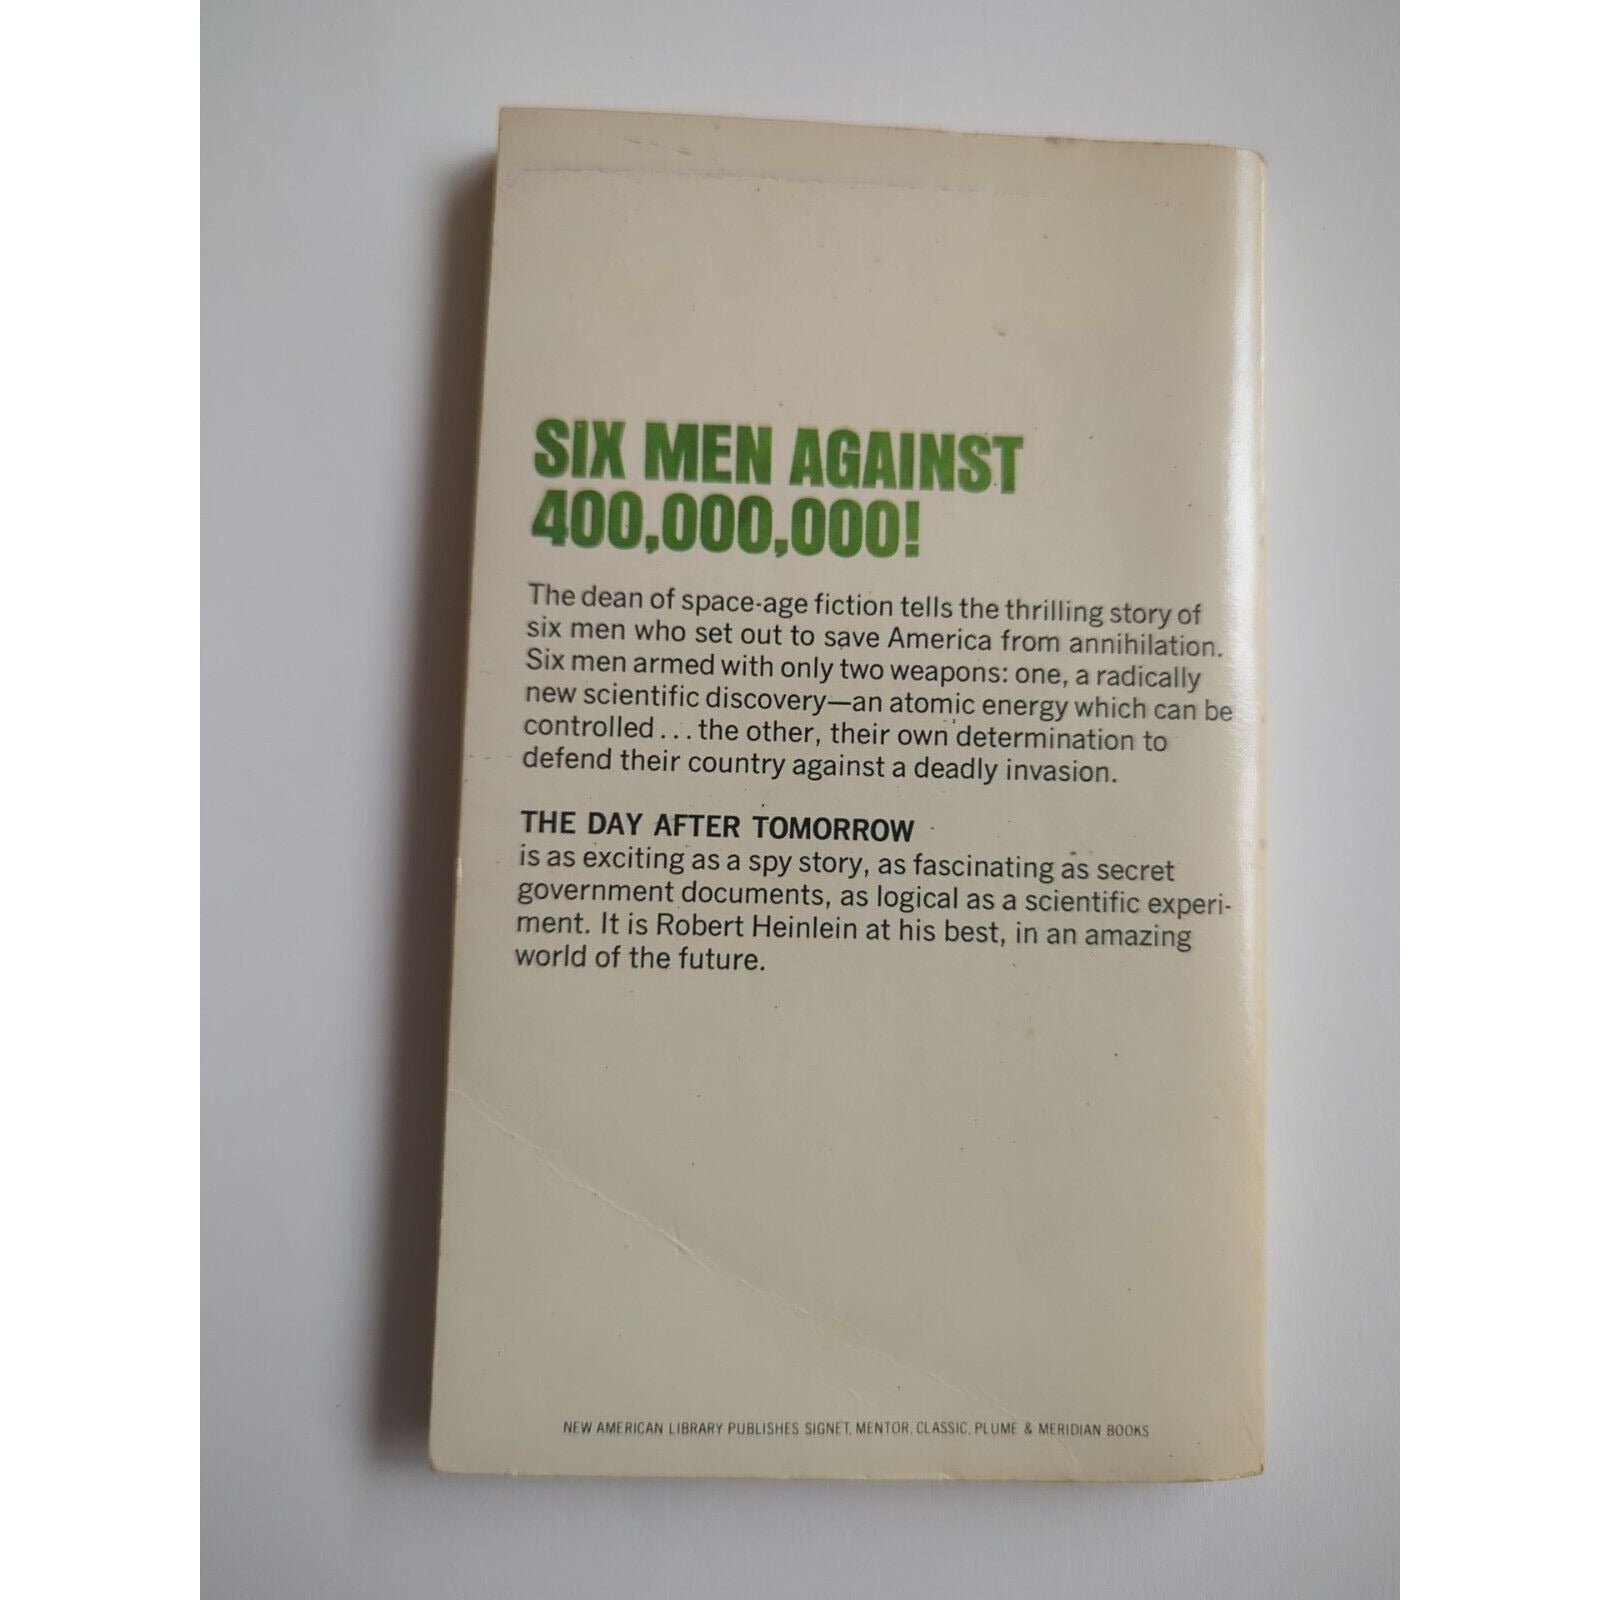 SIX MEN AGAINST
400,000,000!
The dean of space-age fiction tells the thrilling story of
six men who set out to save America from annihilation.
Six men armed with only two weapons: one, a radically
new scientific discovery—an atomic energy which can be
controlled... the other, their own determination to
defend their country against a deadly invasion.
THE DAY AFTER TOMORROW
is as exciting as a spy story, as fascinating as secret
government documents, as logical as a scientific experi-
ment. It is Robert Heinlein at his best, in an amazing
world of the future.
NEW AMERICAN LIBRARY PUBLISHES SIGNET, MENTOR, CLASSIC, PLUME & MERIDIAN BOOKS